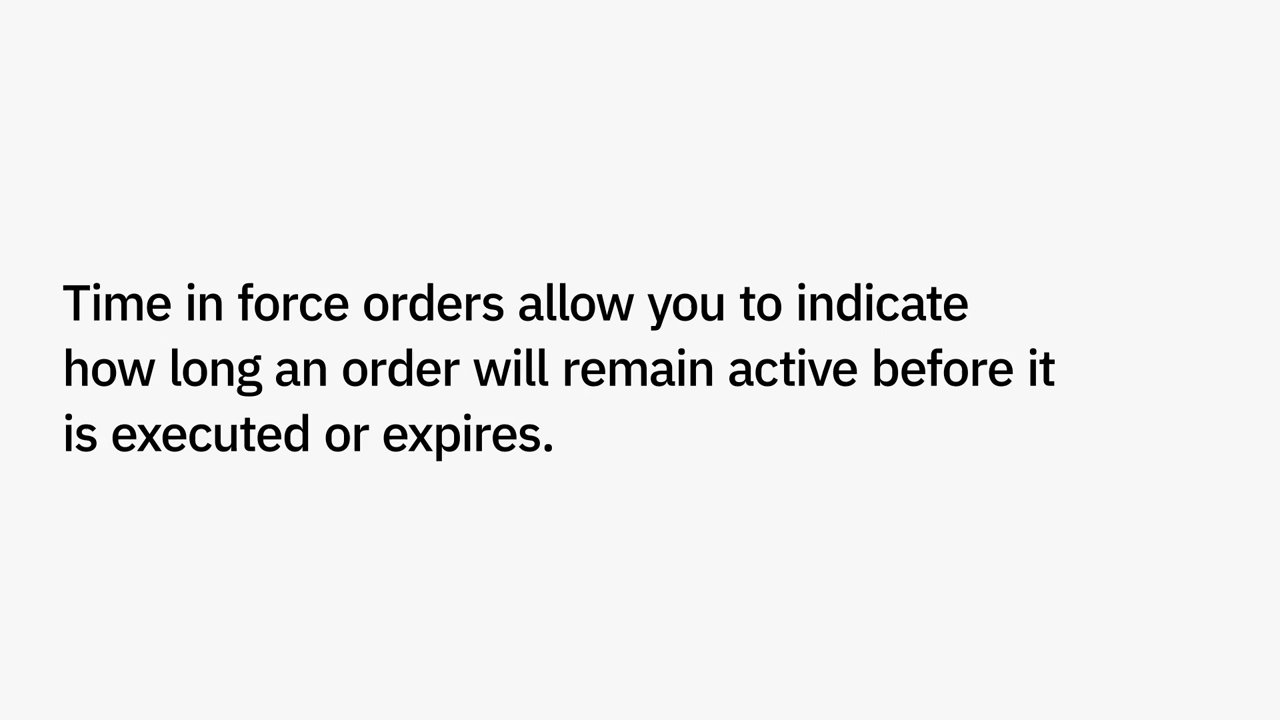 Time in force orders allow you to indicate
how long an order will remain active before it
is executed or expires.